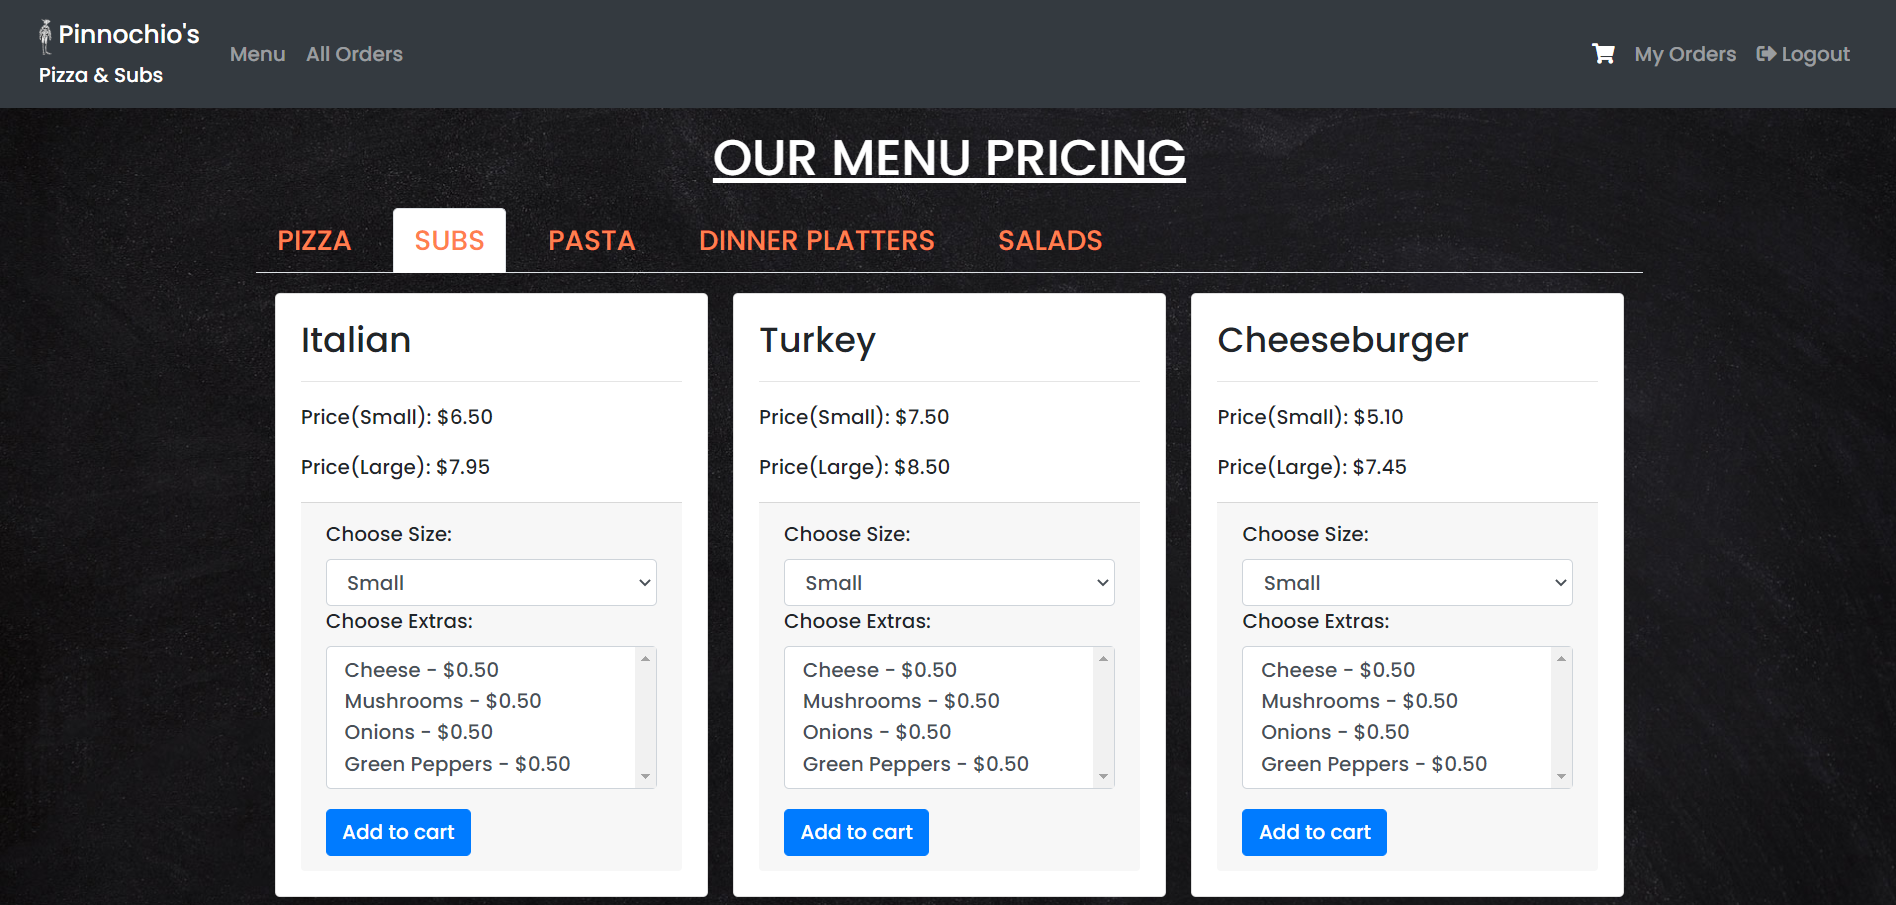 Pinnochio's
Pizza & Subs
Menu
All Orders
My Orders
Logout
OUR MENU PRICING
PIZZA
SUBS
PASTA
DINNER PLATTERS
SALADS
Italian
Price(Small): $6.50
Price(Large): $7.95
Choose Size:
Small
Choose Extras:
Cheese - $0.50
Mushrooms - $0.50
Onions - $0.50
Green Peppers - $0.50
Add to cart
Turkey
Price(Small): $7.50
Price(Large): $8.50
Choose Size:
Small
Choose Extras:
Cheese - $0.50
Mushrooms - $0.50
Onions - $0.50
Green Peppers - $0.50
Add to cart
Cheeseburger
Price(Small): $5.10
Price(Large): $7.45
Choose Size:
Small
Choose Extras:
Cheese - $0.50
Mushrooms - $0.50
Onions - $0.50
Green Peppers - $0.50
Add to cart